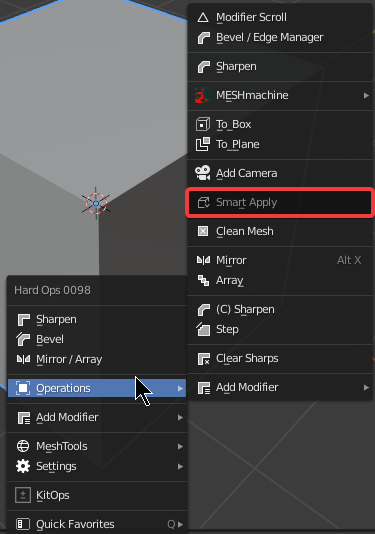 Modifier Scroll
Bevel / Edge Manager
Sharpen
MESHmachine
To_Box
To_Plane
Add Camera
Smart Apply
Clean Mesh
Mirror Alt X
Array
(C) Sharpen
Step
Clear Sharps
Add Modifier
Hard Ops 0098
Sharpen
Bevel
Mirror / Array
Operations
Add Modifier
MeshTools
Settings
KitOps
Quick Favorites Q